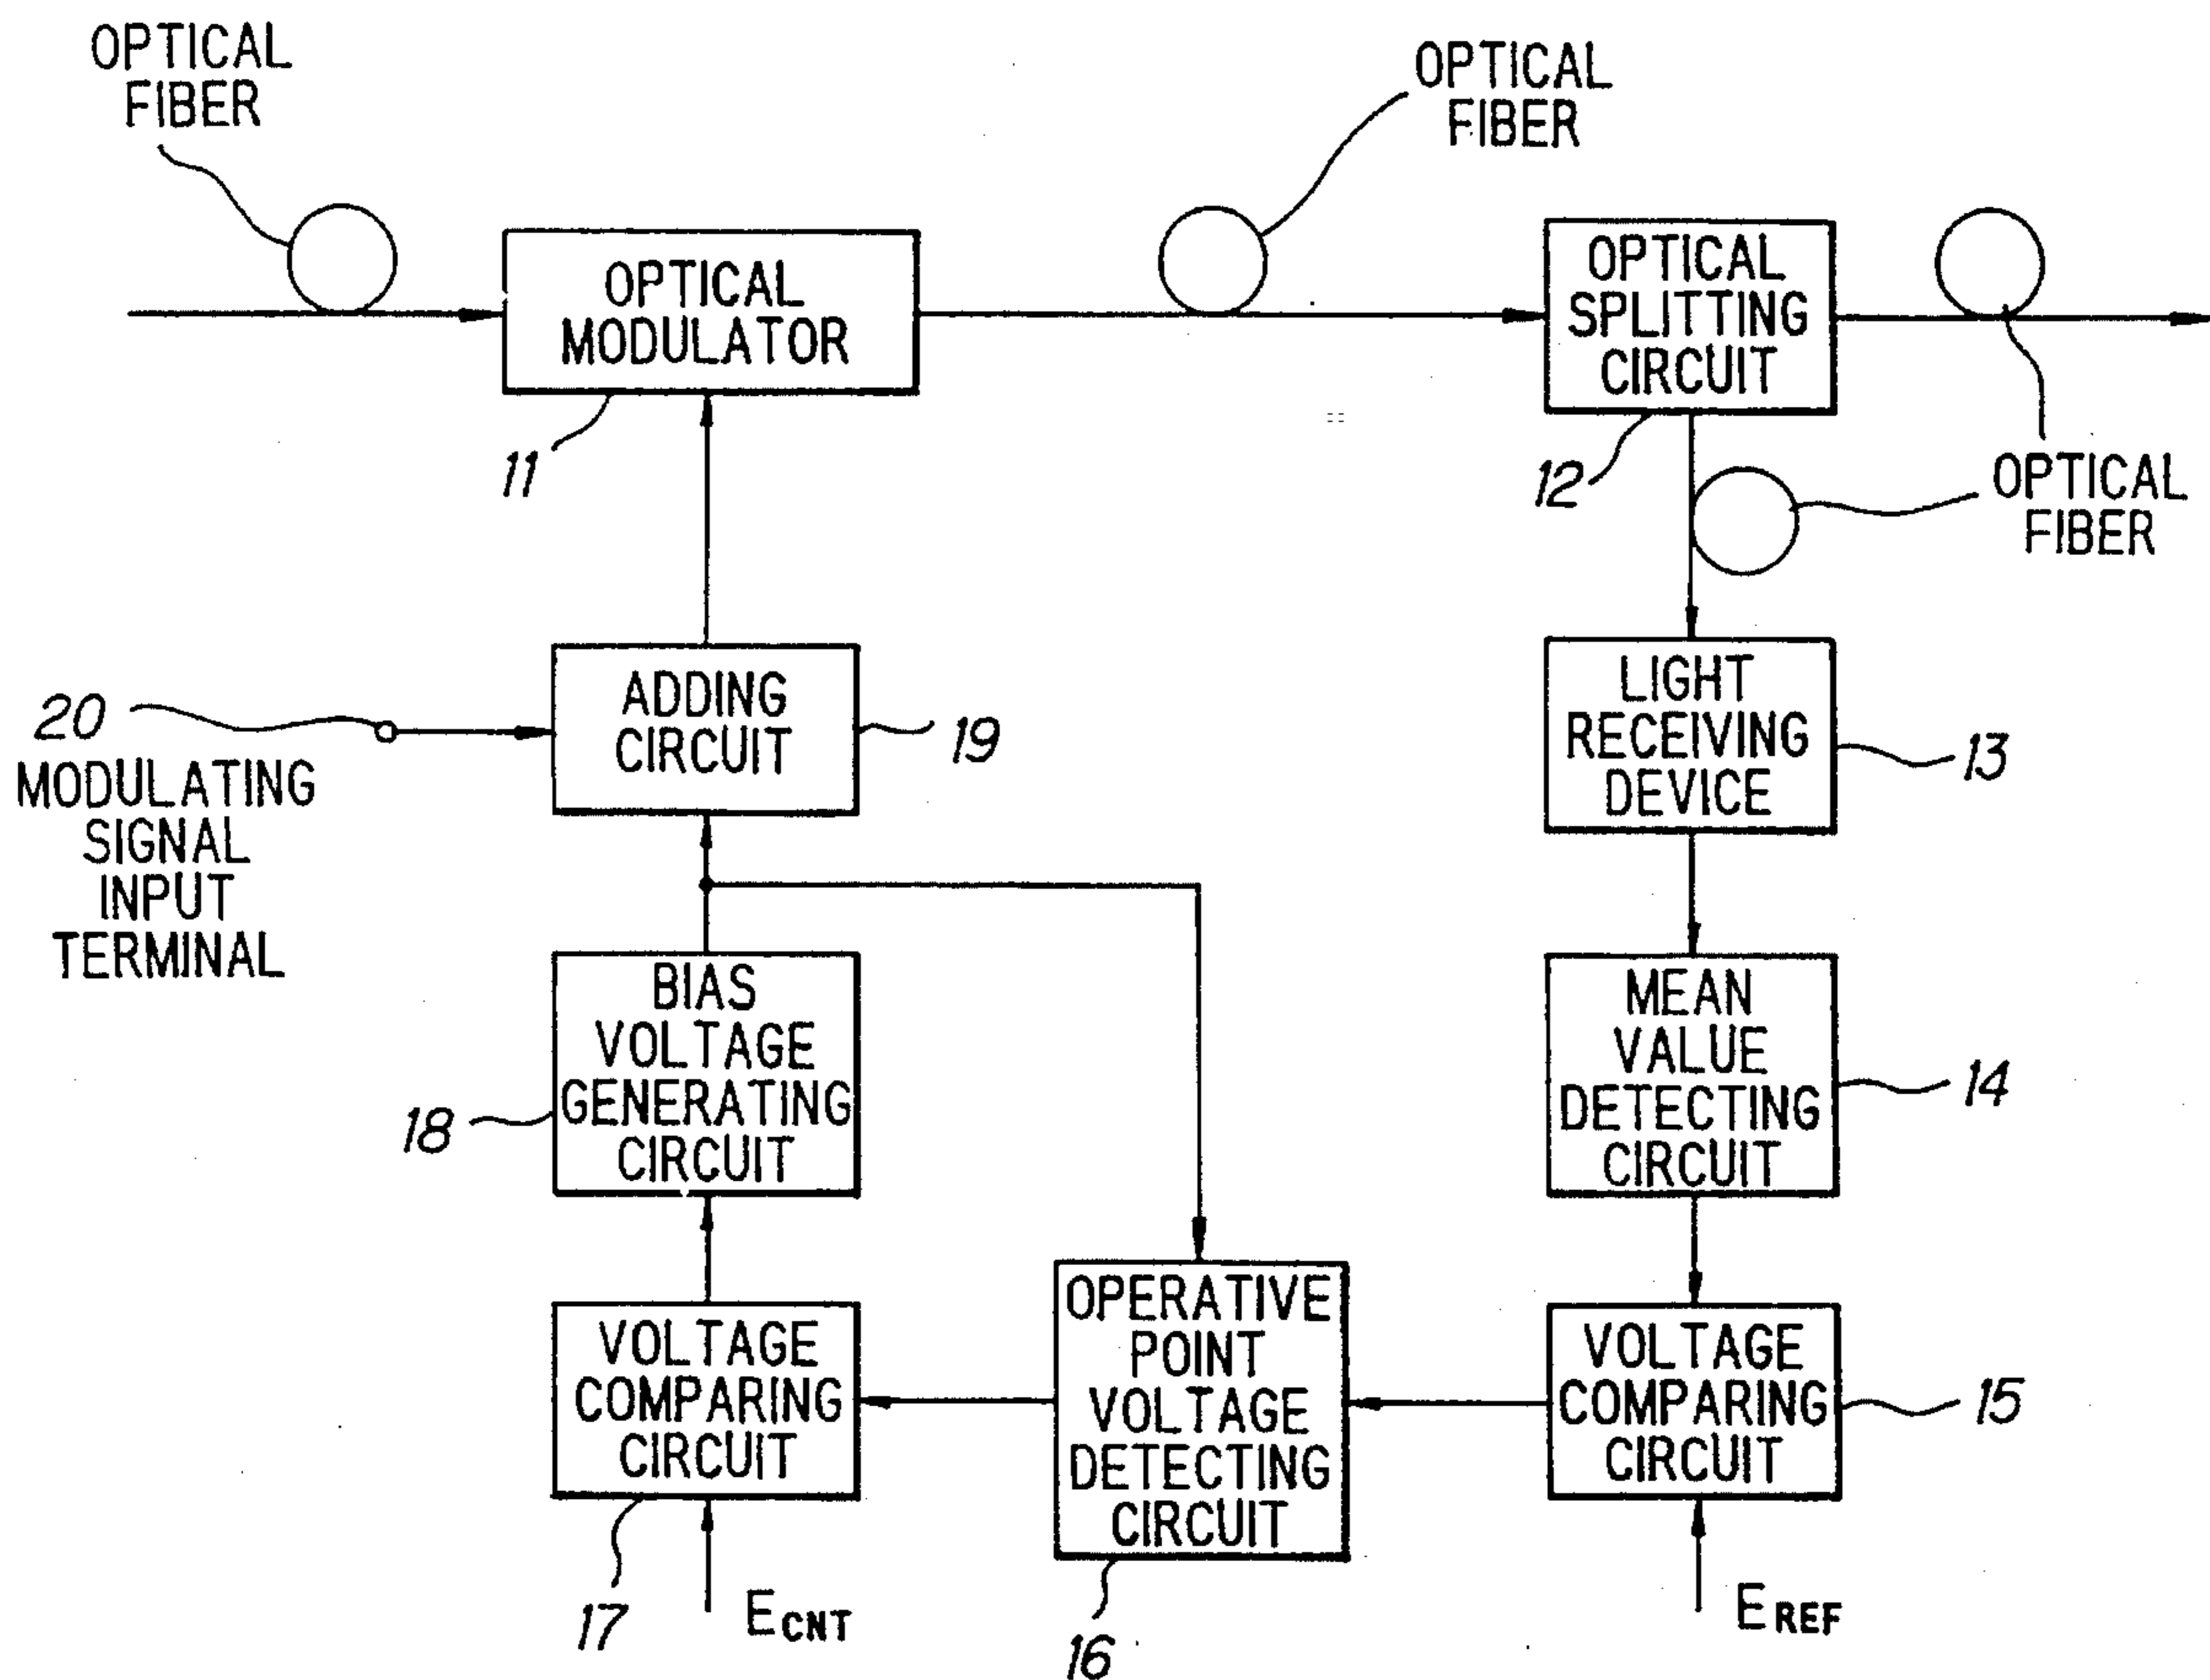 OPTICAL
FIBER
OPTICAL
FIBER
OPTICAL
MODULATOR
11
OPTICAL
SPLITTING
CIRCUIT
12
OPTICAL
FIBER
20
MODULATING
SIGNAL
INPUT
TERMINAL
ADDING
CIRCUIT
19
LIGHT
RECEIVING
DEVICE
13
BIAS
VOLTAGE
GENERATING
CIRCUIT
18
MEAN
VALUE
DETECTING
CIRCUIT
14
VOLTAGE
COMPARING
CIRCUIT
17
ECNT
OPERATIVE
POINT
VOLTAGE
DETECTING
CIRCUIT
16
VOLTAGE
COMPARING
CIRCUIT
15
EREF